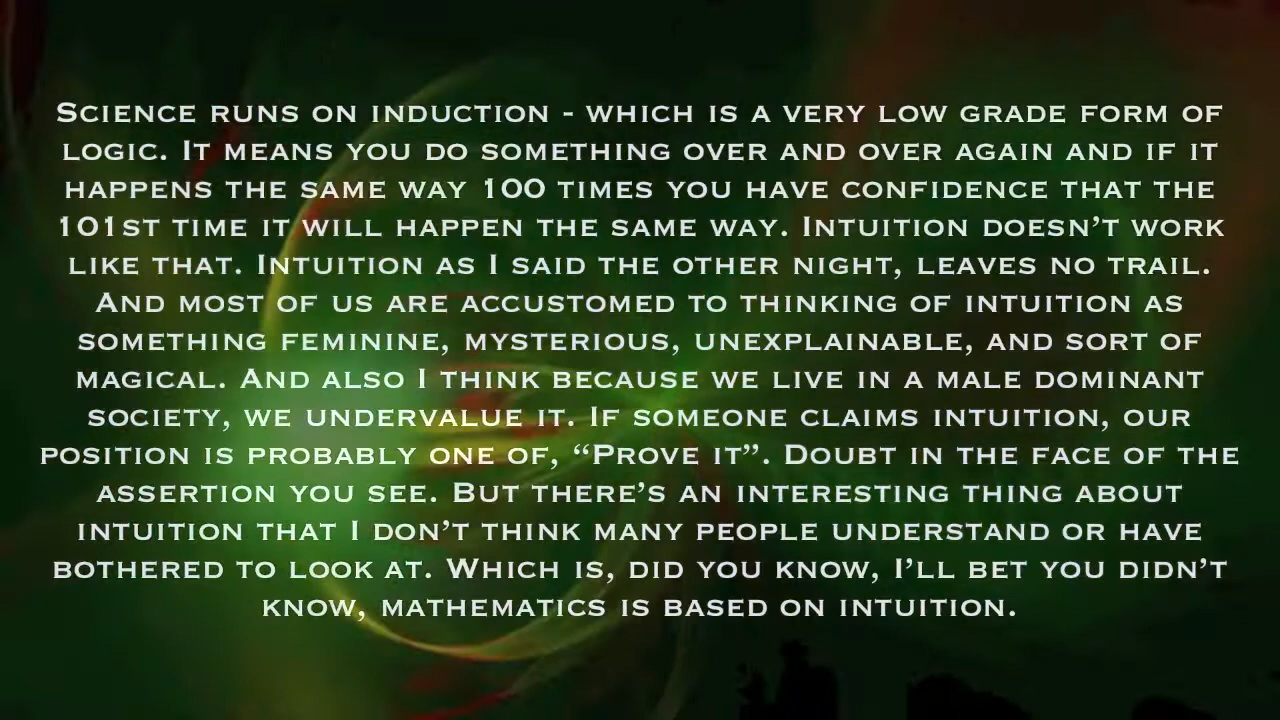 Science runs on induction - which is a very low grade form of
logic. It means you do something over and over again and if it
happens the same way 100 times you have confidence that the
101st time it will happen the same way. Intuition doesn’t work
like that. Intuition as I said the other night, leaves no trail.
And most of us are accustomed to thinking of intuition as
something feminine, mysterious, unexplainable, and sort of
magical. And also I think because we live in a male dominant
society, we undervalue it. If someone claims intuition, our
position is probably one of, “Prove it”. Doubt in the face of the
assertion you see. But there’s an interesting thing about
intuition that I don’t think many people understand or have
bothered to look at. Which is, did you know, I’ll bet you didn’t
know, mathematics is based on intuition.